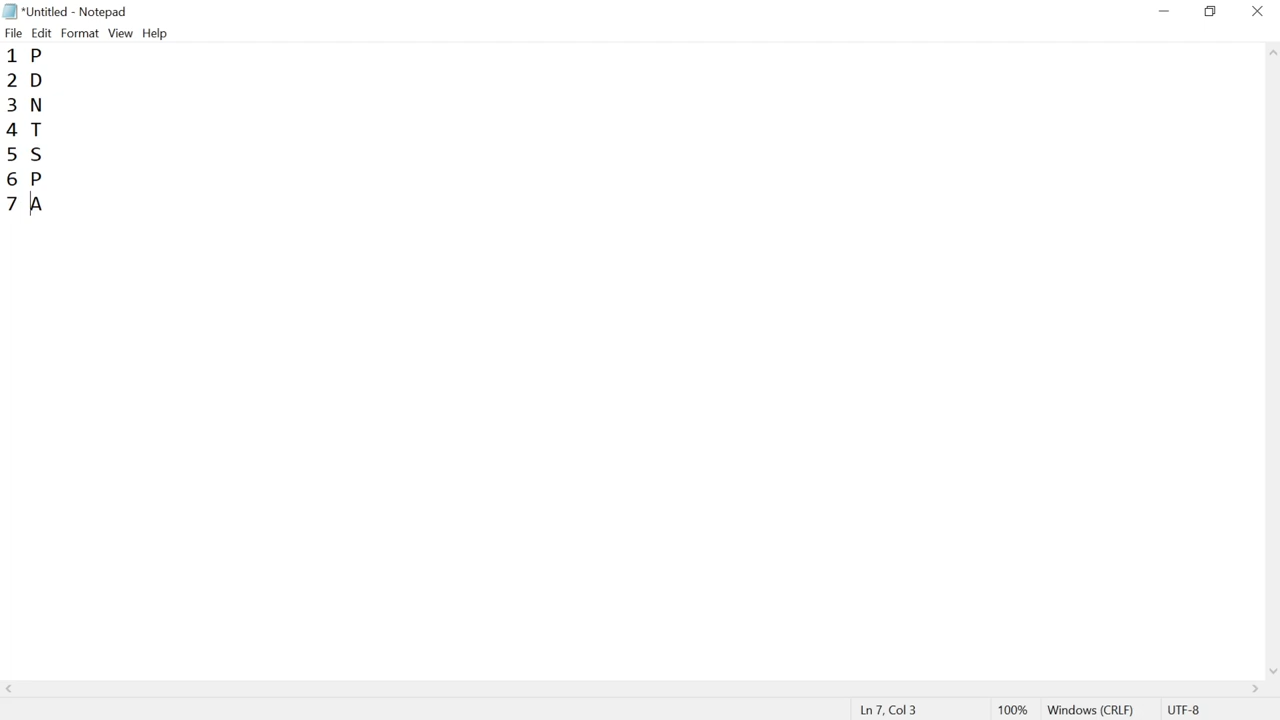 *Untitled - Notepad
File Edit Format View Help
1 P
2 D
3 N
4 T
5 S
6 P
7 A
Ln 7, Col 3 100% Windows (CRLF) UTF-8